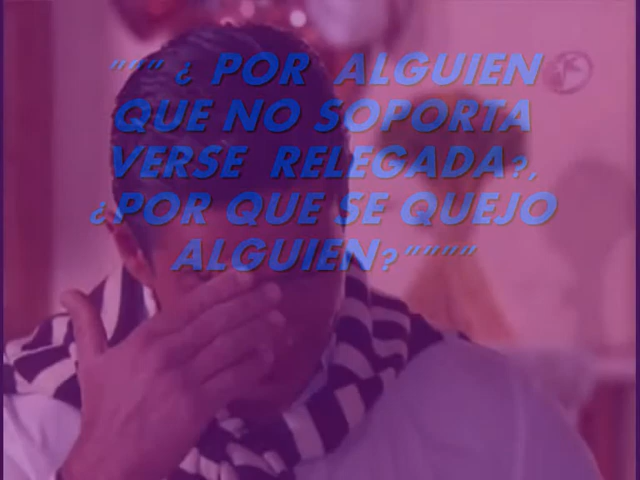 """" ¿ POR ALGUIEN
QUE NO SOPORTA
VERSE RELEGADA?,
¿POR QUE SE QUEJO
ALGUIEN?""""